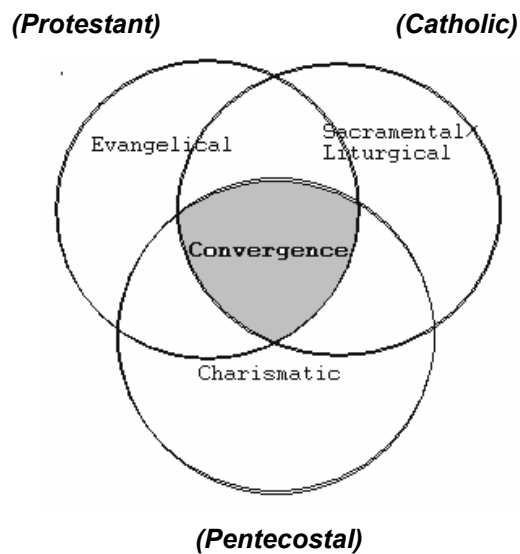 (Protestant) (Catholic)
Evangelical
Sacramental/
Liturgical
Convergence
Charismatic
(Pentecostal)